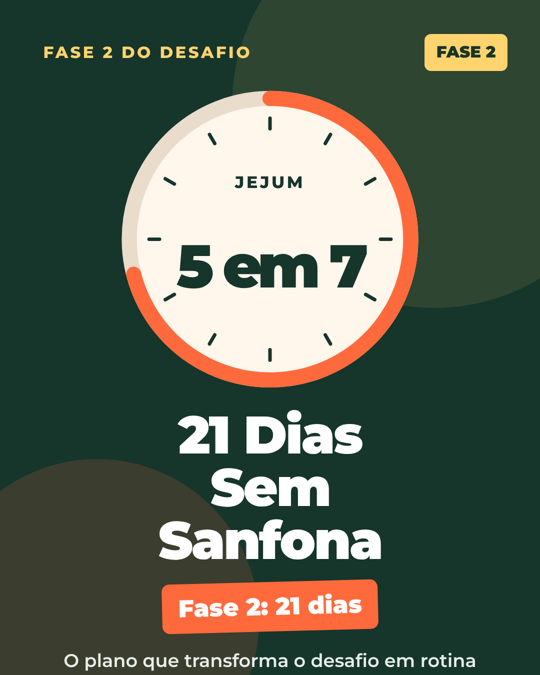 FASE 2 DO DESAFIO
FASE 2
JEJUM
5 em 7
21 Dias
Sem
Sanfona
Fase 2: 21 dias
O plano que transforma o desafio em rotina